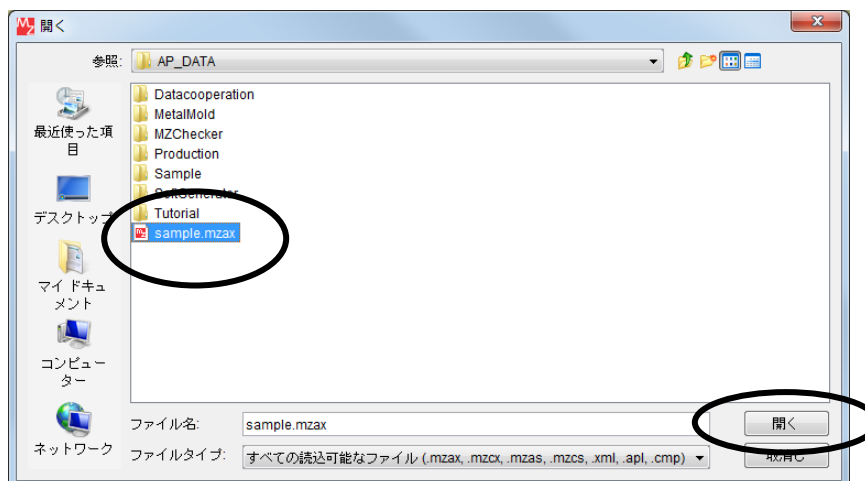 開く
参照: AP_DATA
Datacooperation
MetalMold
MZChecker
Production
Sample
SoftGenerator
Tutorial
sample.mzax
最近使った項
目
デスクトップ
マイ ドキュ
メント
コンピュー
ター
ネットワーク
ファイル名: sample.mzax 開く
ファイルタイプ: すべての読込可能なファイル (.mzax, .mzcx, .mzas, .mzcs, .xml, .apl, .cmp) 取消し